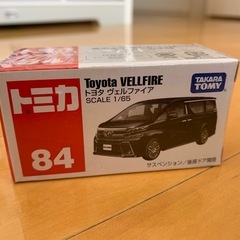 Toyota VELLFIRE
トヨタ ヴェルファイア
SCALE 1/65
TAKARA TOMY
トミカ
84
サスペンション／後部ドア開閉